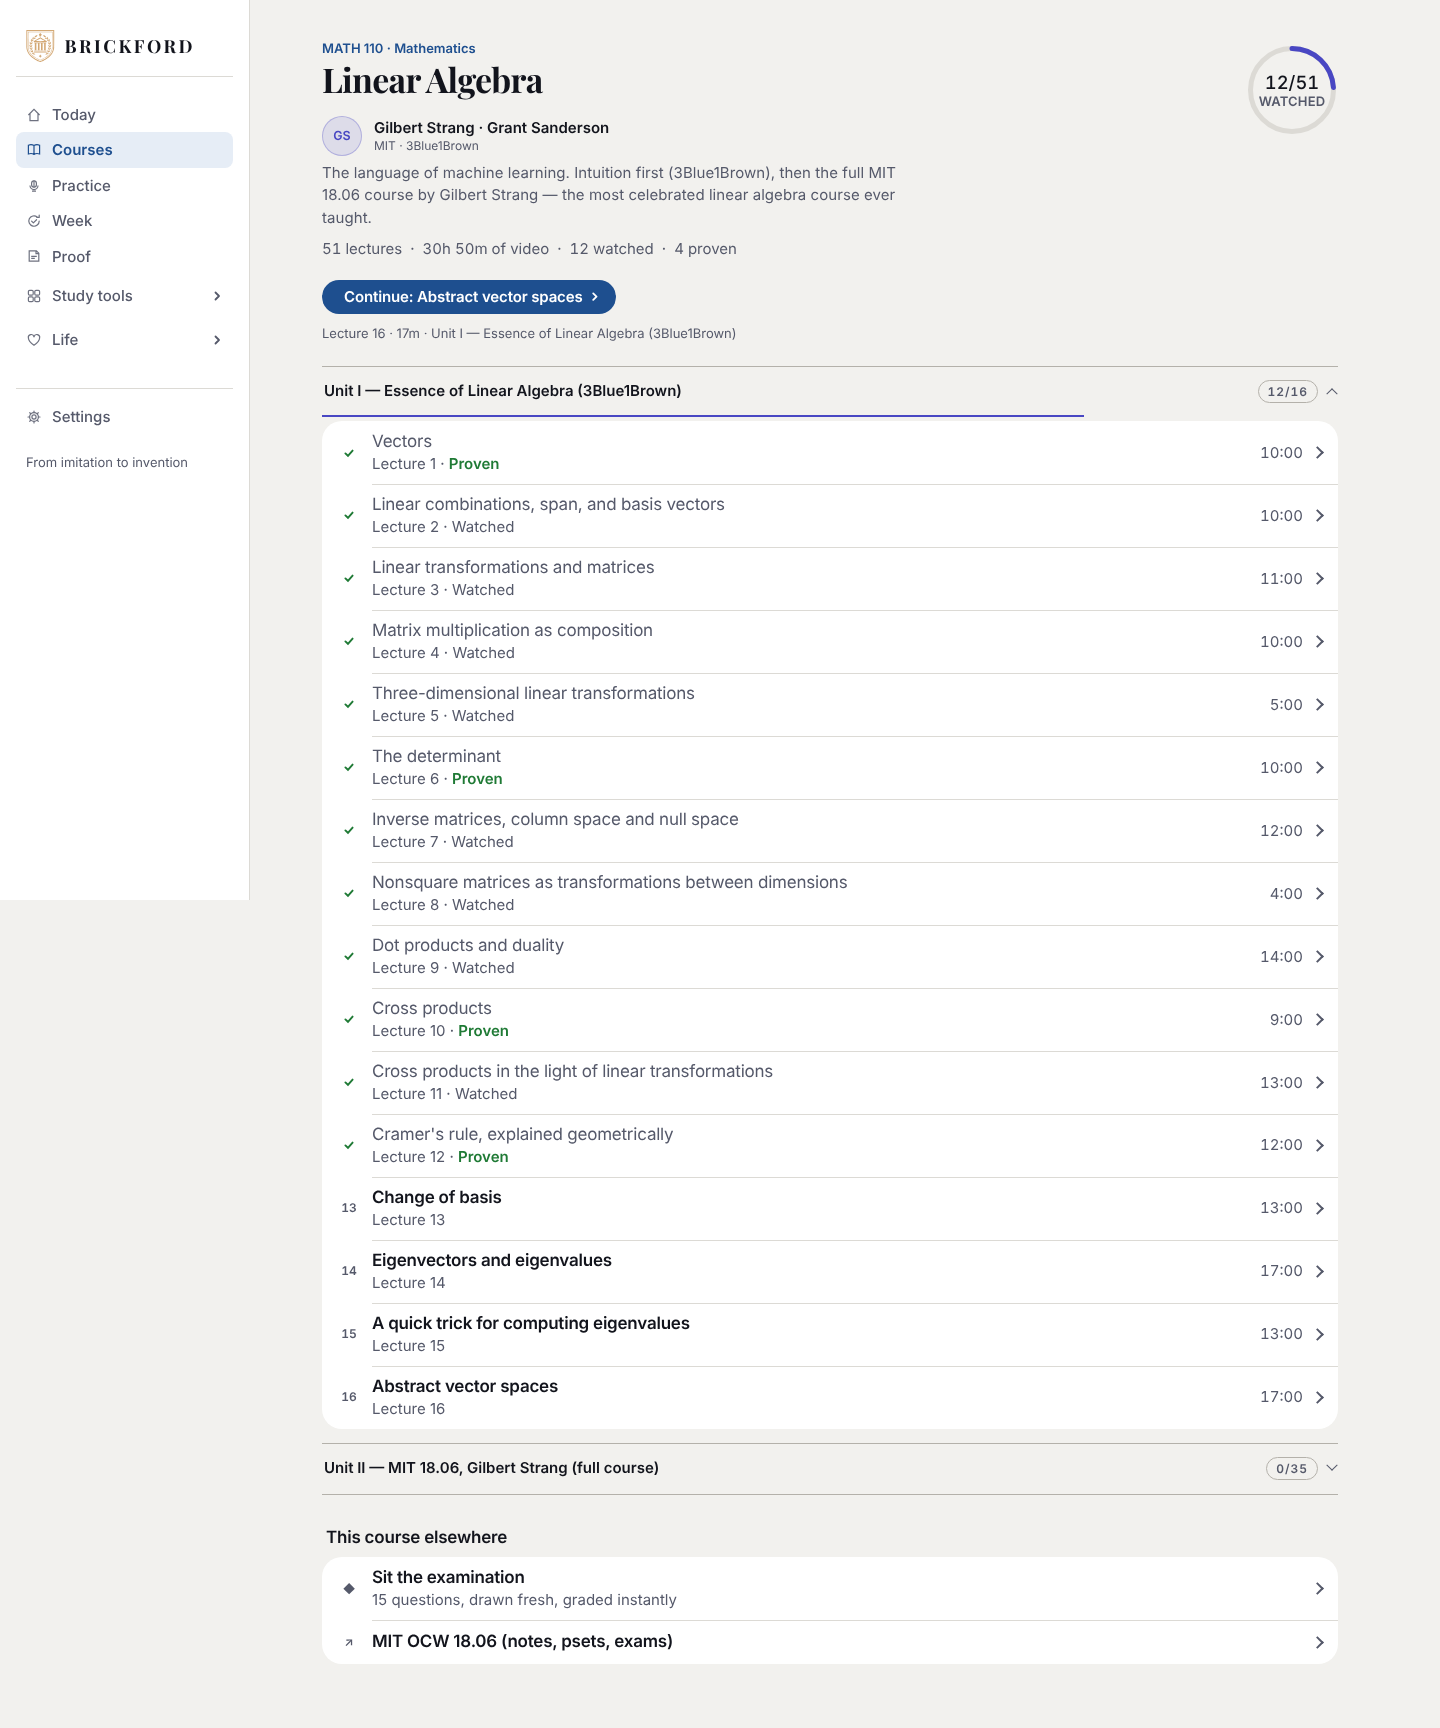 BRICKFORD
Today
Courses
Practice
Week
Proof
Study tools
Life
Settings
From imitation to invention
MATH 110 · Mathematics
Linear Algebra
12/51
WATCHED
GS
Gilbert Strang · Grant Sanderson
MIT · 3Blue1Brown
The language of machine learning. Intuition first (3Blue1Brown), then the full MIT
18.06 course by Gilbert Strang — the most celebrated linear algebra course ever
taught.
51 lectures · 30h 50m of video · 12 watched · 4 proven
Continue: Abstract vector spaces
Lecture 16 · 17m · Unit I — Essence of Linear Algebra (3Blue1Brown)
Unit I — Essence of Linear Algebra (3Blue1Brown) 12/16
Vectors
Lecture 1 · Proven
10:00
Linear combinations, span, and basis vectors
Lecture 2 · Watched
10:00
Linear transformations and matrices
Lecture 3 · Watched
11:00
Matrix multiplication as composition
Lecture 4 · Watched
10:00
Three-dimensional linear transformations
Lecture 5 · Watched
5:00
The determinant
Lecture 6 · Proven
10:00
Inverse matrices, column space and null space
Lecture 7 · Watched
12:00
Nonsquare matrices as transformations between dimensions
Lecture 8 · Watched
4:00
Dot products and duality
Lecture 9 · Watched
14:00
Cross products
Lecture 10 · Proven
9:00
Cross products in the light of linear transformations
Lecture 11 · Watched
13:00
Cramer's rule, explained geometrically
Lecture 12 · Proven
12:00
13
Change of basis
Lecture 13
13:00
14
Eigenvectors and eigenvalues
Lecture 14
17:00
15
A quick trick for computing eigenvalues
Lecture 15
13:00
16
Abstract vector spaces
Lecture 16
17:00
Unit II — MIT 18.06, Gilbert Strang (full course) 0/35
This course elsewhere
Sit the examination
15 questions, drawn fresh, graded instantly
MIT OCW 18.06 (notes, psets, exams)